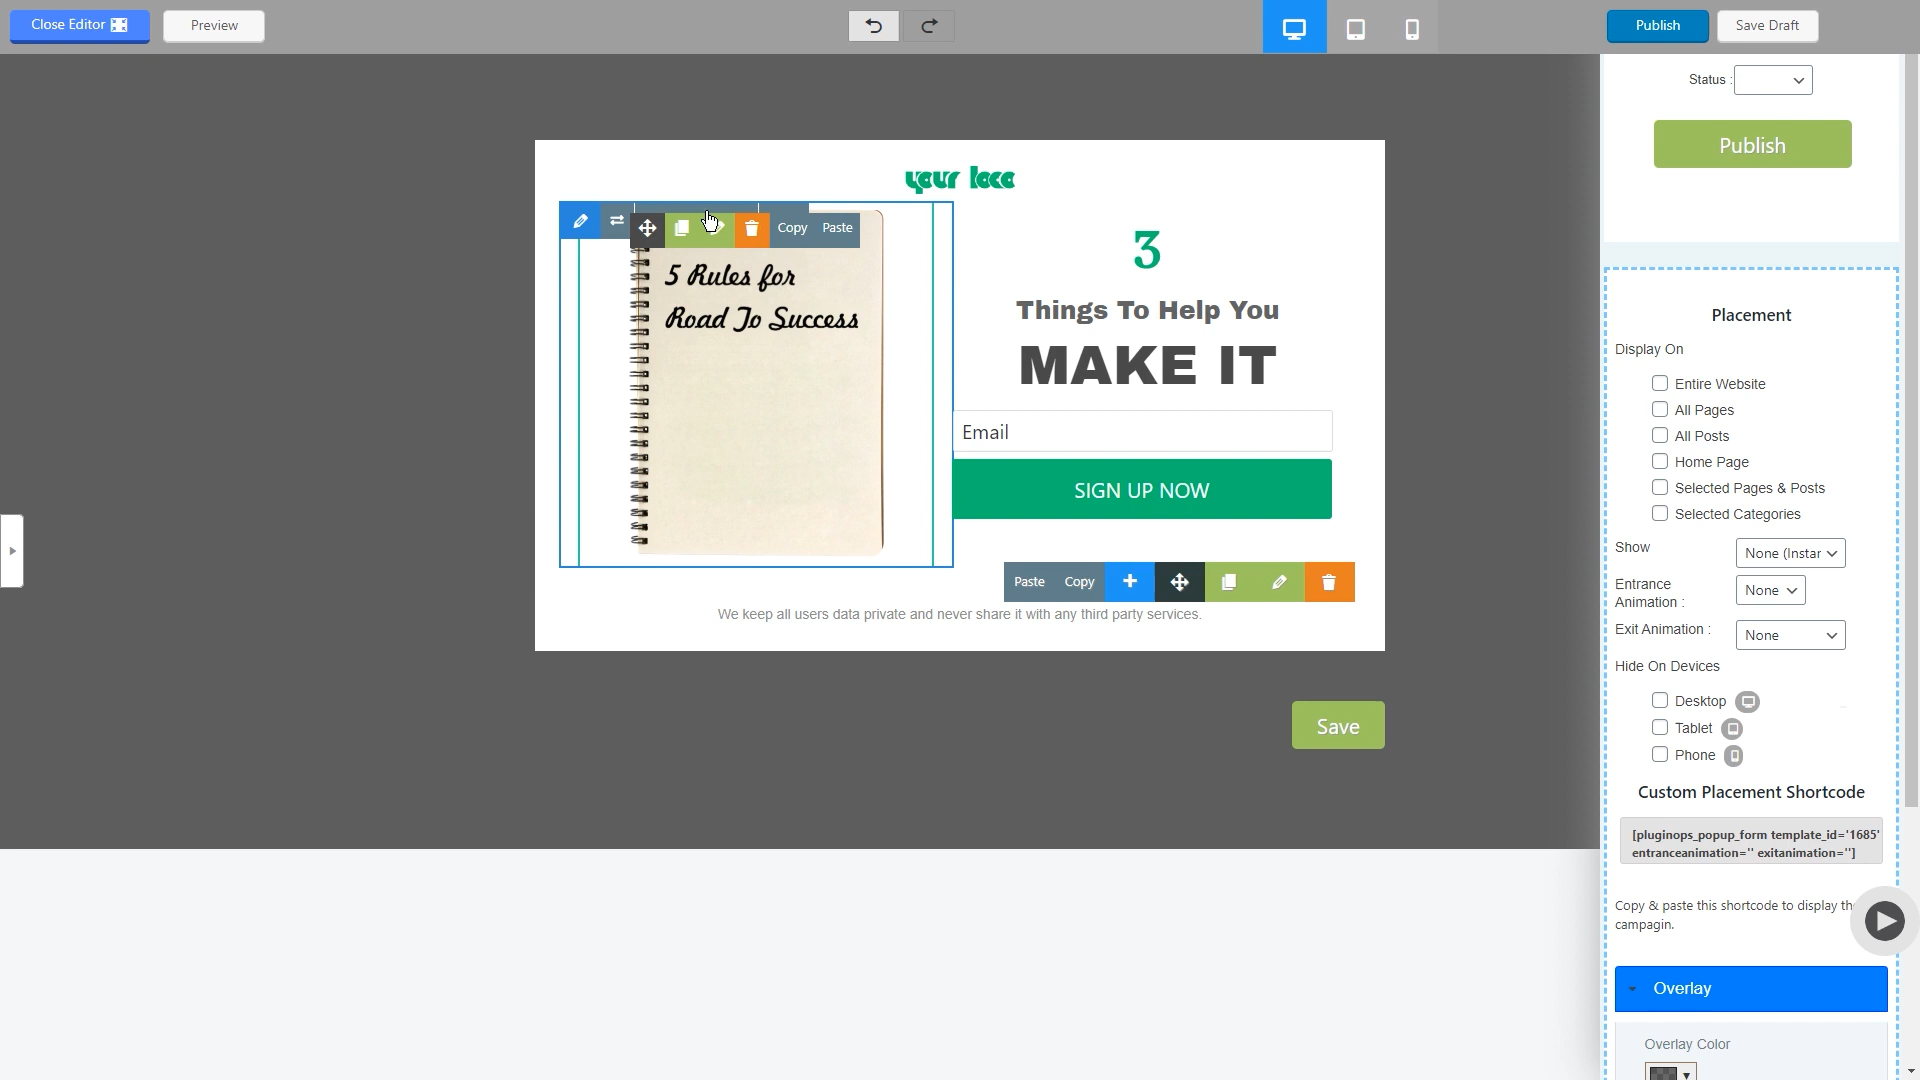 Close Editor
Preview
Publish
Save Draft
Status :
Publish
your loco
Copy
Paste
5 Rules for
Road To Success
3
Things To Help You
MAKE IT
Email
SIGN UP NOW
Paste
Copy
We keep all users data private and never share it with any third party services.
Save
Placement
Display On
Entire Website
All Pages
All Posts
Home Page
Selected Pages & Posts
Selected Categories
Show
None (Instar
Entrance
Animation :
None
Exit Animation :
None
Hide On Devices
Desktop
Tablet
Phone
Custom Placement Shortcode
[pluginops_popup_form template_id='1685'
entranceanimation='' exitanimation='']
Copy & paste this shortcode to display
campagin.
Overlay
Overlay Color